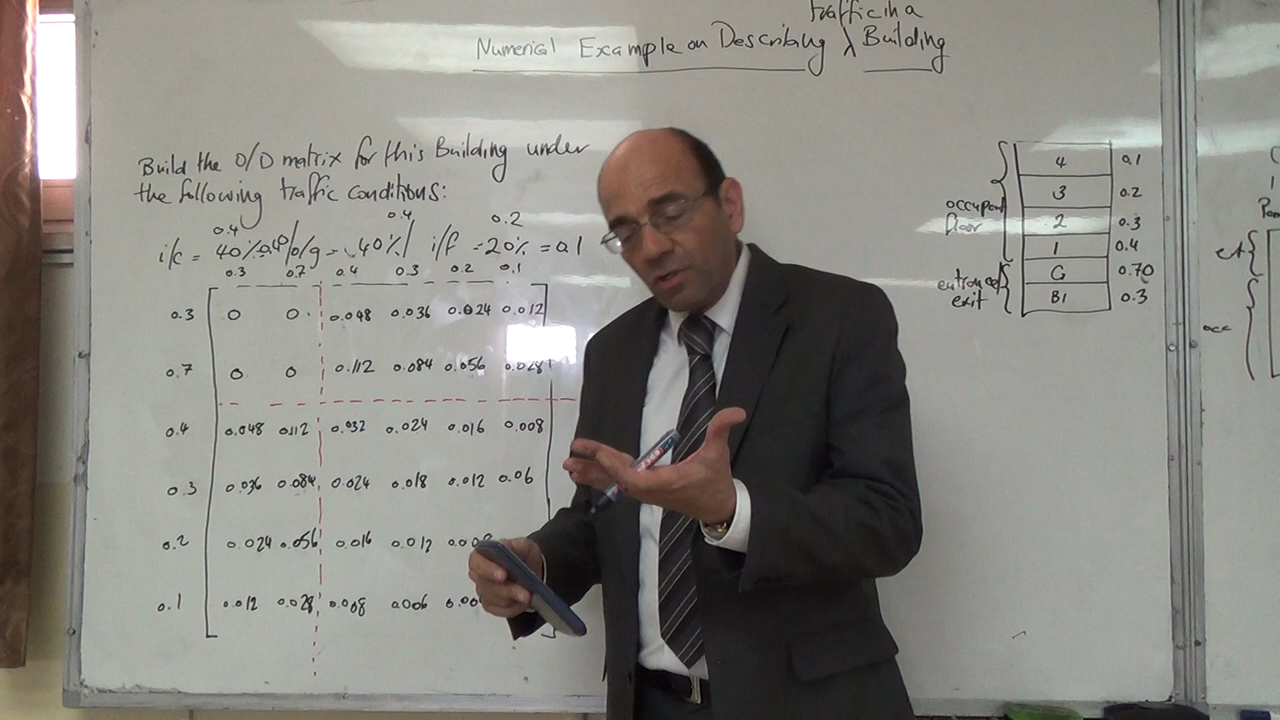 traffic in a
Numerical Example on Describing λ Building
Build the O/D matrix for this Building under
the following traffic conditions:
0.4 0.4 0.2
i/c = 40% o/g = 40% i/f = 20% = 0.1
0.3 0.7 0.4 0.3 0.2 0.1
0.3 0 0 0.048 0.036 0.024 0.012
0.7 0 0 0.112 0.084 0.056 0.028
0.4 0.048 0.112 0.032 0.024 0.016 0.008
0.3 0.036 0.084 0.024 0.018 0.012 0.06
0.2 0.024 0.056 0.016 0.012
0.1 0.012 0.028 0.008 0.006
4 0.1
3 0.2
occupant
floor
2 0.3
1 0.4
G 0.70
exit
B1 0.3
occ